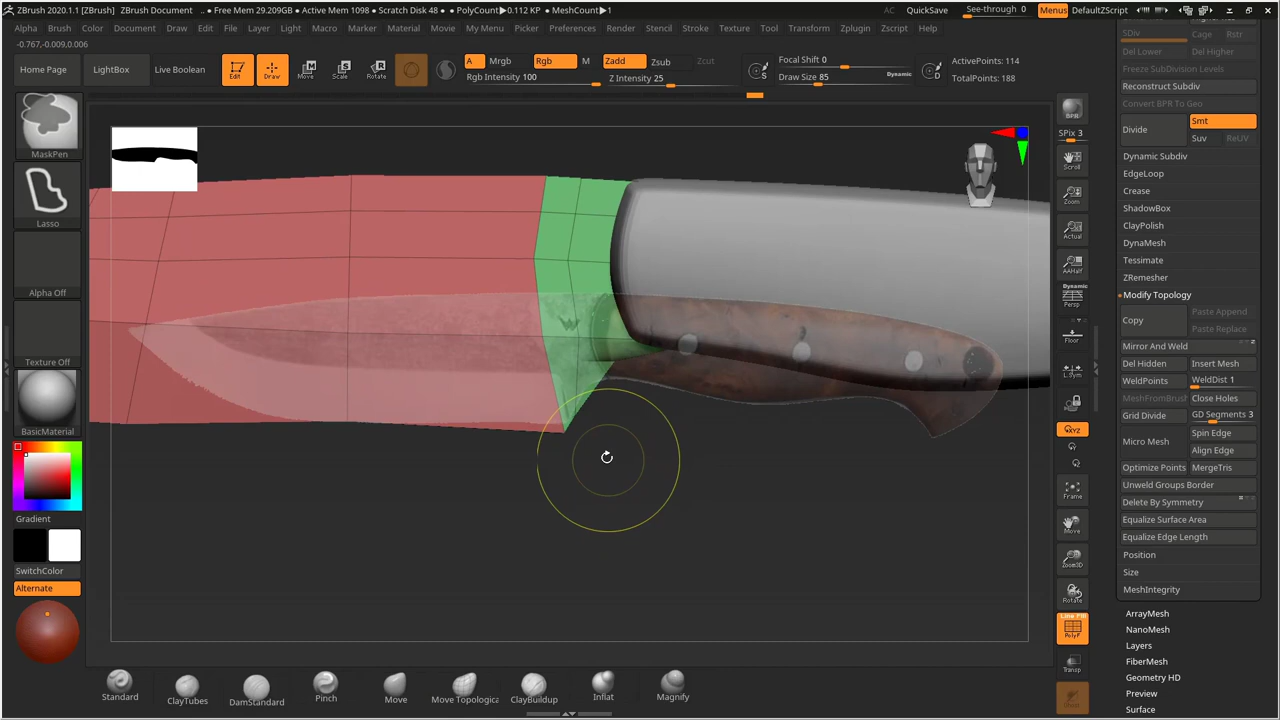 ZBrush 2020.1.1 [ZBrush] ZBrush Document .. ● Free Mem 29.209GB ● Active Mem 1098 ● Scratch Disk 48 ● PolyCount▶0.112 KP ● MeshCount▶1 AC QuickSave See-through 0 Menus DefaultZScript
Alpha Brush Color Document Draw Edit File Layer Light Macro Marker Material Movie My Menu Picker Preferences Render Stencil Stroke Texture Tool Transform Zplugin Zscript Help
-0.767,-0.009,0.006
Home Page
LightBox
Live Boolean
Edit
Draw
Move
Scale
Rotate
A
Mrgb
Rgb
M
Rgb Intensity 100
Zadd
Zsub
Zcut
Z Intensity 25
S
Focal Shift 0
Draw Size 85
Dynamic
D
ActivePoints: 114
TotalPoints: 188
MaskPen
Lasso
Alpha Off
Texture Off
BasicMaterial
Gradient
SwitchColor
Alternate
Standard
ClayTubes
DamStandard
Pinch
Move
Move Topologica
ClayBuildup
Inflat
Magnify
BPR
SPix 3
Scroll
Zoom
Actual
AAHalf
Dynamic
Persp
Floor
L.Sym
XYZ
Frame
Move
Zoom3D
Rotate
Line Fill
PolyF
Transp
SDiv
Cage
Rstr
Del Lower
Del Higher
Freeze SubDivision Levels
Reconstruct Subdiv
Convert BPR To Geo
Divide
Smt
Suv
ReUV
Dynamic Subdiv
EdgeLoop
Crease
ShadowBox
ClayPolish
DynaMesh
Tessimate
ZRemesher
Modify Topology
Copy
Paste Append
Paste Replace
Mirror And Weld
Del Hidden
Insert Mesh
WeldPoints
WeldDist 1
MeshFromBrush
Close Holes
Grid Divide
GD Segments 3
Micro Mesh
Spin Edge
Align Edge
Optimize Points
MergeTris
Unweld Groups Border
Delete By Symmetry
Equalize Surface Area
Equalize Edge Length
Position
Size
MeshIntegrity
ArrayMesh
NanoMesh
Layers
FiberMesh
Geometry HD
Preview
Surface